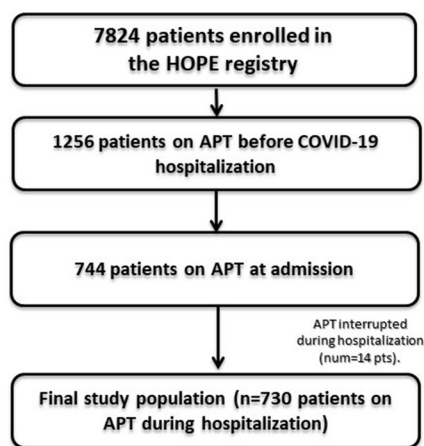 7824 patients enrolled in
the HOPE registry
1256 patients on APT before COVID-19
hospitalization
744 patients on APT at admission
APT interrupted
during hospitalization
(num=14 pts).
Final study population (n=730 patients on
APT during hospitalization)